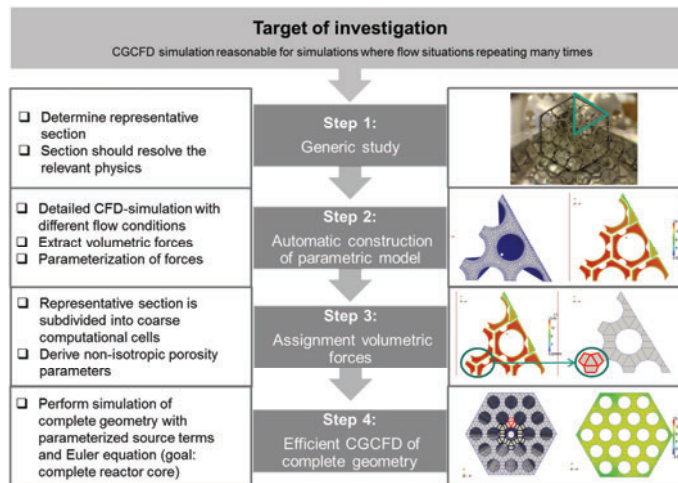 Target of investigation
CGCFD simulation reasonable for simulations where flow situations repeating many times
❑ Determine representative
section
❑ Section should resolve the
relevant physics
Step 1:
Generic study
❑ Detailed CFD-simulation with
different flow conditions
❑ Extract volumetric forces
❑ Parameterization of forces
Step 2:
Automatic construction
of parametric model
❑ Representative section is
subdivided into coarse
computational cells
❑ Derive non-isotropic porosity
parameters
Step 3:
Assignment volumetric
forces
❑ Perform simulation of
complete geometry with
parameterized source terms
and Euler equation (goal:
complete reactor core)
Step 4:
Efficient CGCFD of
complete geometry